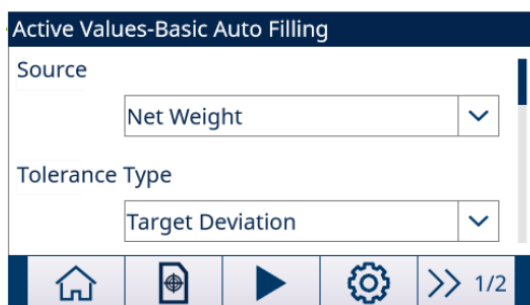 Active Values-Basic Auto Filling
Source
Net Weight
Tolerance Type
Target Deviation
1/2